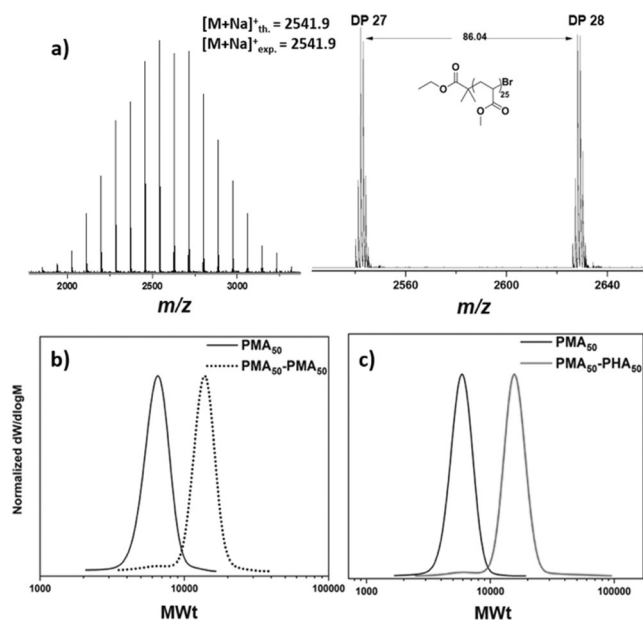 a)
[M+Na]⁺th. = 2541.9
[M+Na]⁺exp. = 2541.9
2000
2500
3000
m/z
DP 27
DP 28
86.04
O
O
Br
25
O
O
2560
2600
2640
m/z
b)
PMA₅₀
PMA₅₀-PMA₅₀
Normalized dW/dlogM
1000
10000
100000
MWt
c)
PMA₅₀
PMA₅₀-PHA₅₀
1000
10000
100000
MWt